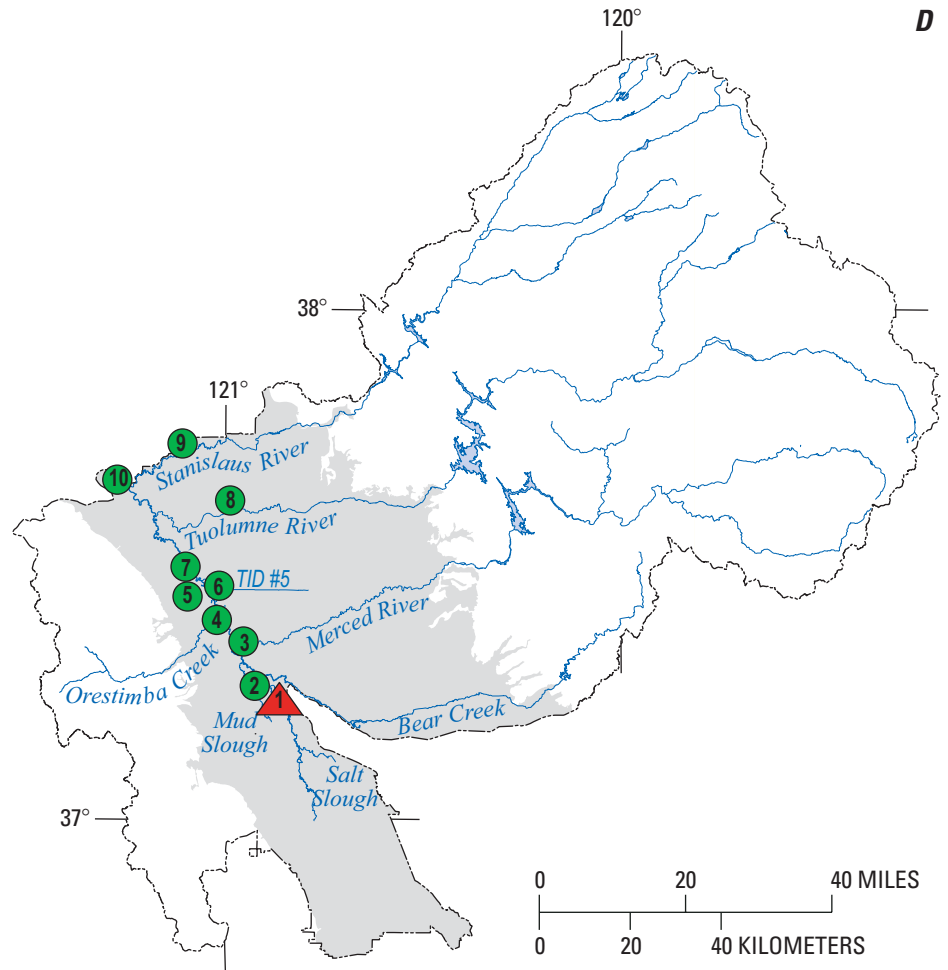 D
120°
38°
121°
9
Stanislaus River
10
8
Tuolumne River
7
6
TID #5
5
4
3
Merced River
Orestimba Creek
2
1
Bear Creek
Mud
Slough
Salt
Slough
37°
0 20 40 MILES
0 20 40 KILOMETERS